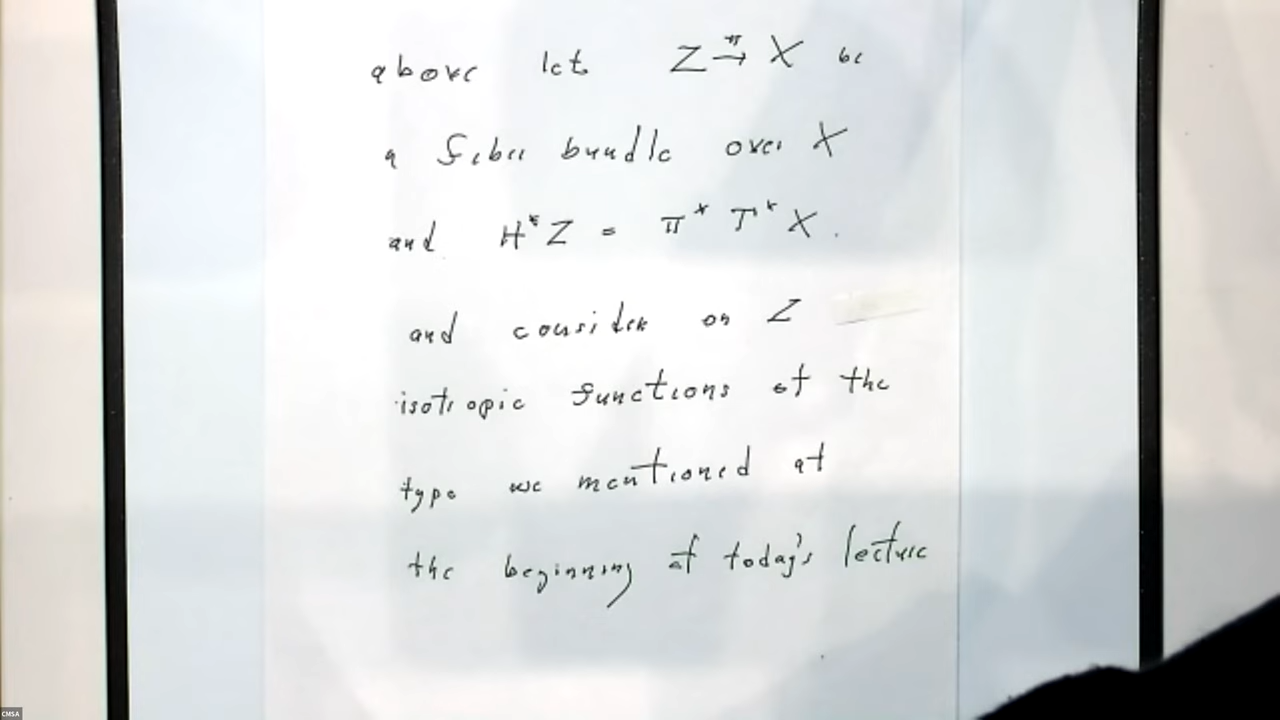 above let Z →^π X be
a fiber bundle over X
and H*Z = π* T* X.
and consider on Z
isotropic functions of the
type we mentioned at
the beginning of today's lecture
CMSA